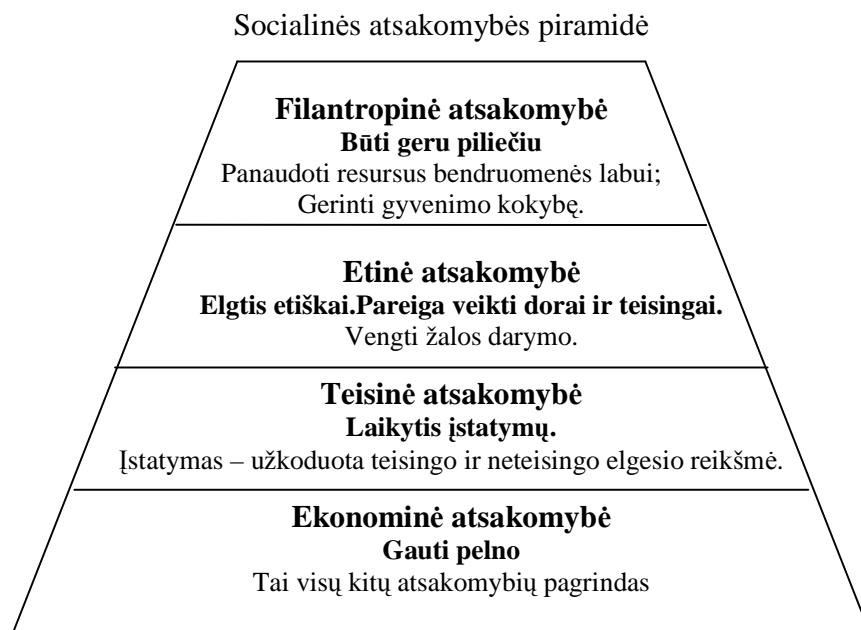 Socialinės atsakomybės piramidė
Filantropinė atsakomybė
Būti geru piliečiu
Panaudoti resursus bendruomenės labui;
Gerinti gyvenimo kokybę.
Etinė atsakomybė
Elgtis etiškai.Pareiga veikti dorai ir teisingai.
Vengti žalos darymo.
Teisinė atsakomybė
Laikytis įstatymų.
Įstatymas – užkoduota teisingo ir neteisingo elgesio reikšmė.
Ekonominė atsakomybė
Gauti pelno
Tai visų kitų atsakomybių pagrindas